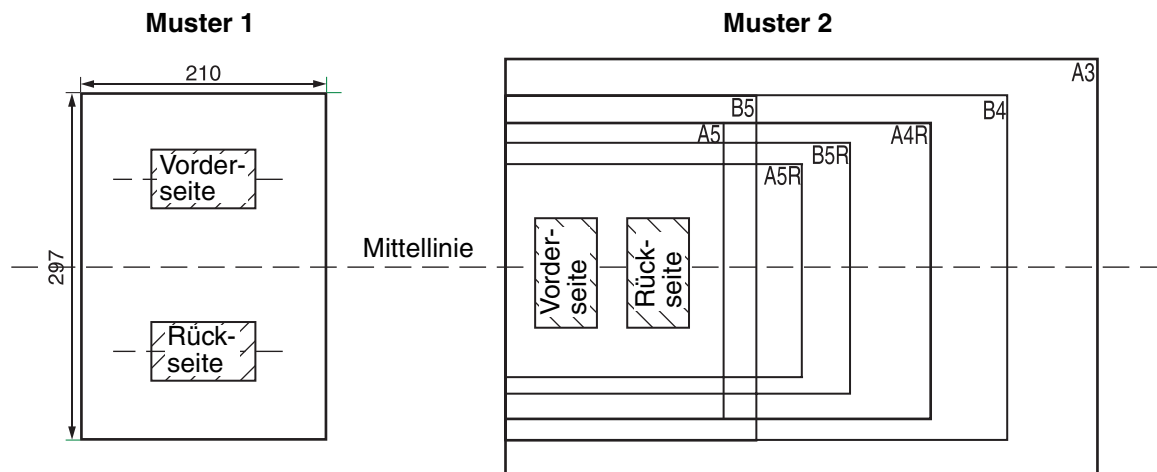 Muster 1
Muster 2
210
297
Vorder-
seite
Rück-
seite
Mittellinie
A3
B5
B4
A5
A4R
B5R
A5R
Vorder-
seite
Rück-
seite